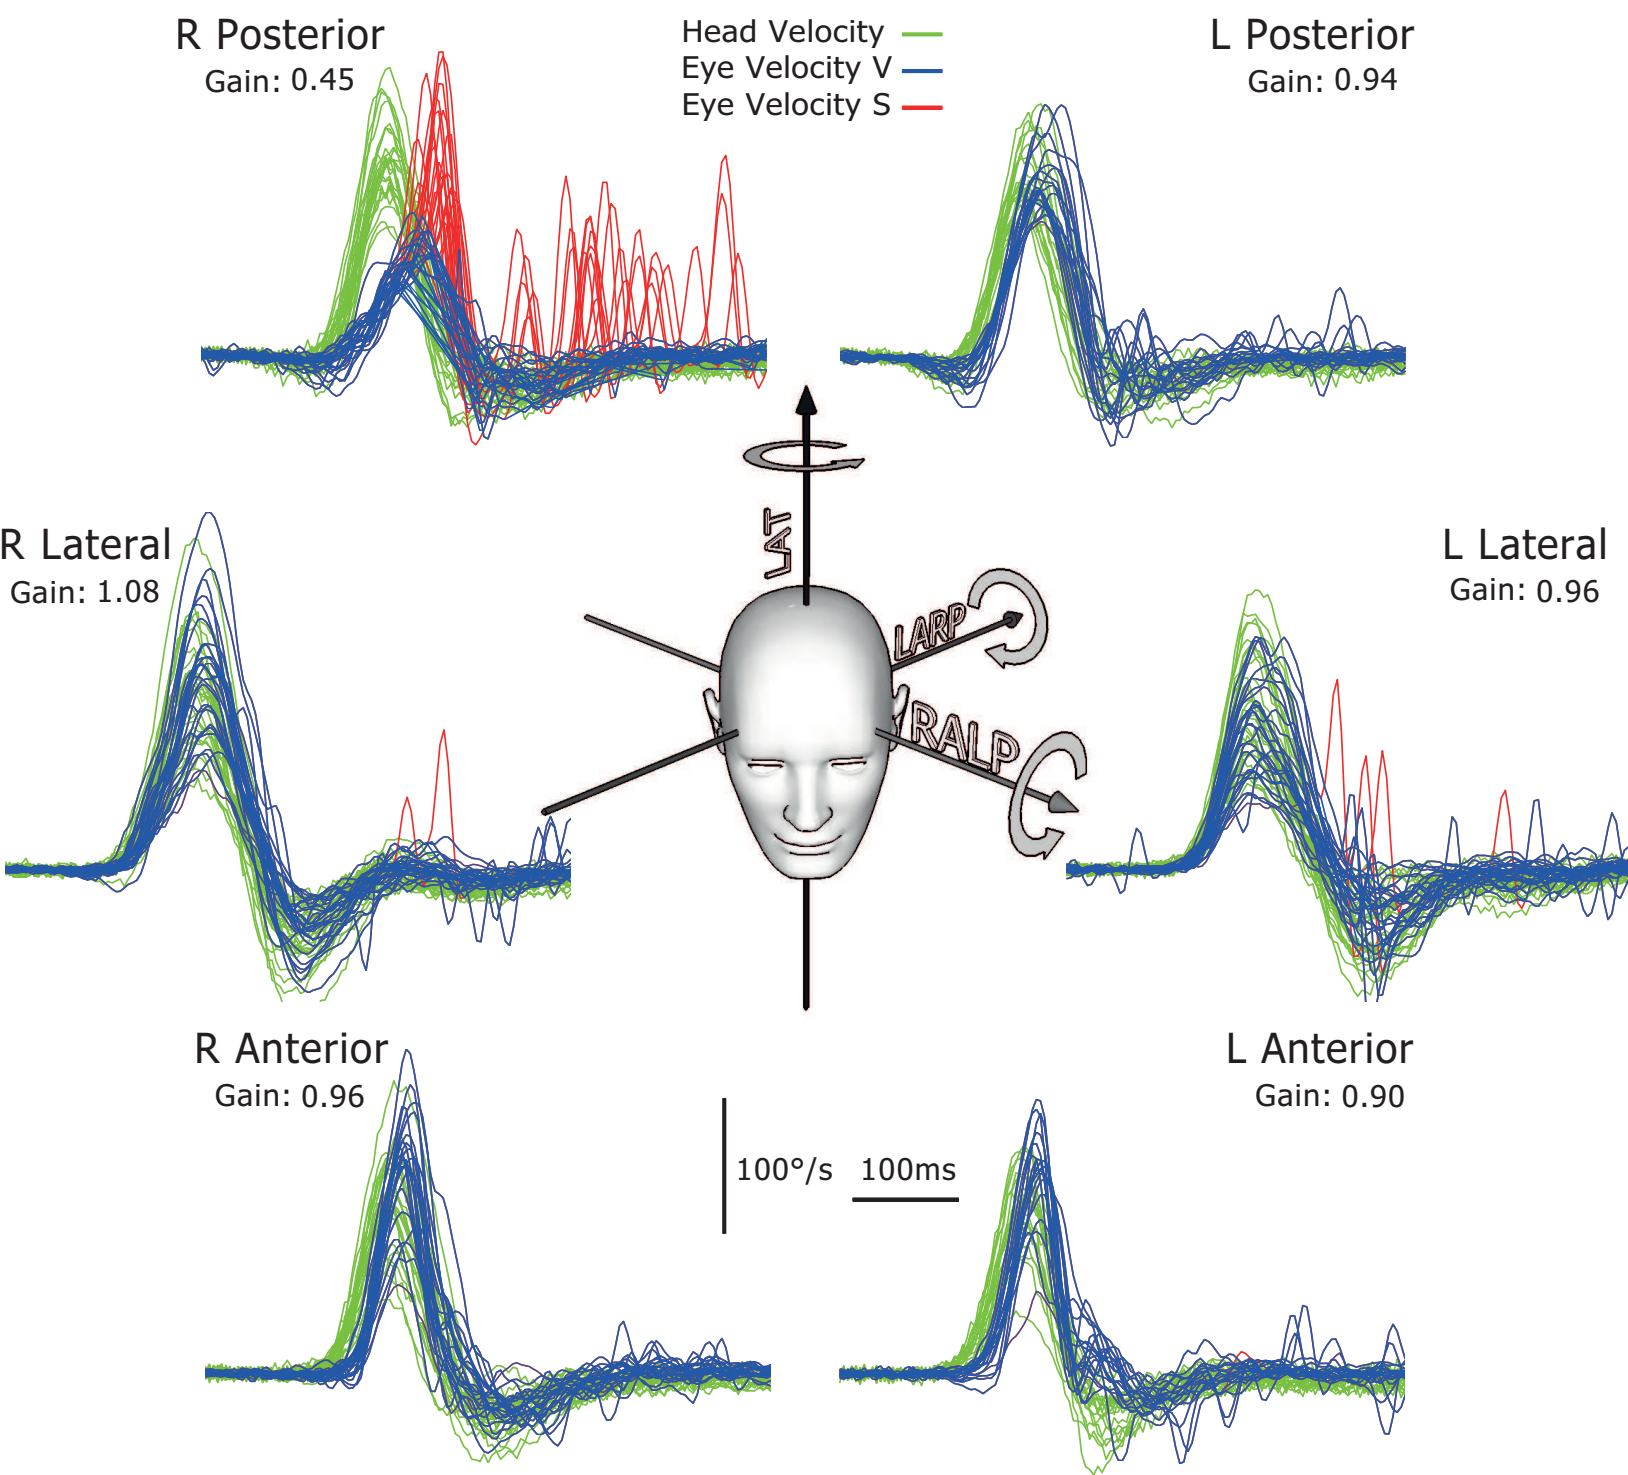 R Posterior
Gain: 0.45
Head Velocity
Eye Velocity V
Eye Velocity S
L Posterior
Gain: 0.94
R Lateral
Gain: 1.08
LAT
LARP
RALP
L Lateral
Gain: 0.96
R Anterior
Gain: 0.96
100°/s
100ms
L Anterior
Gain: 0.90